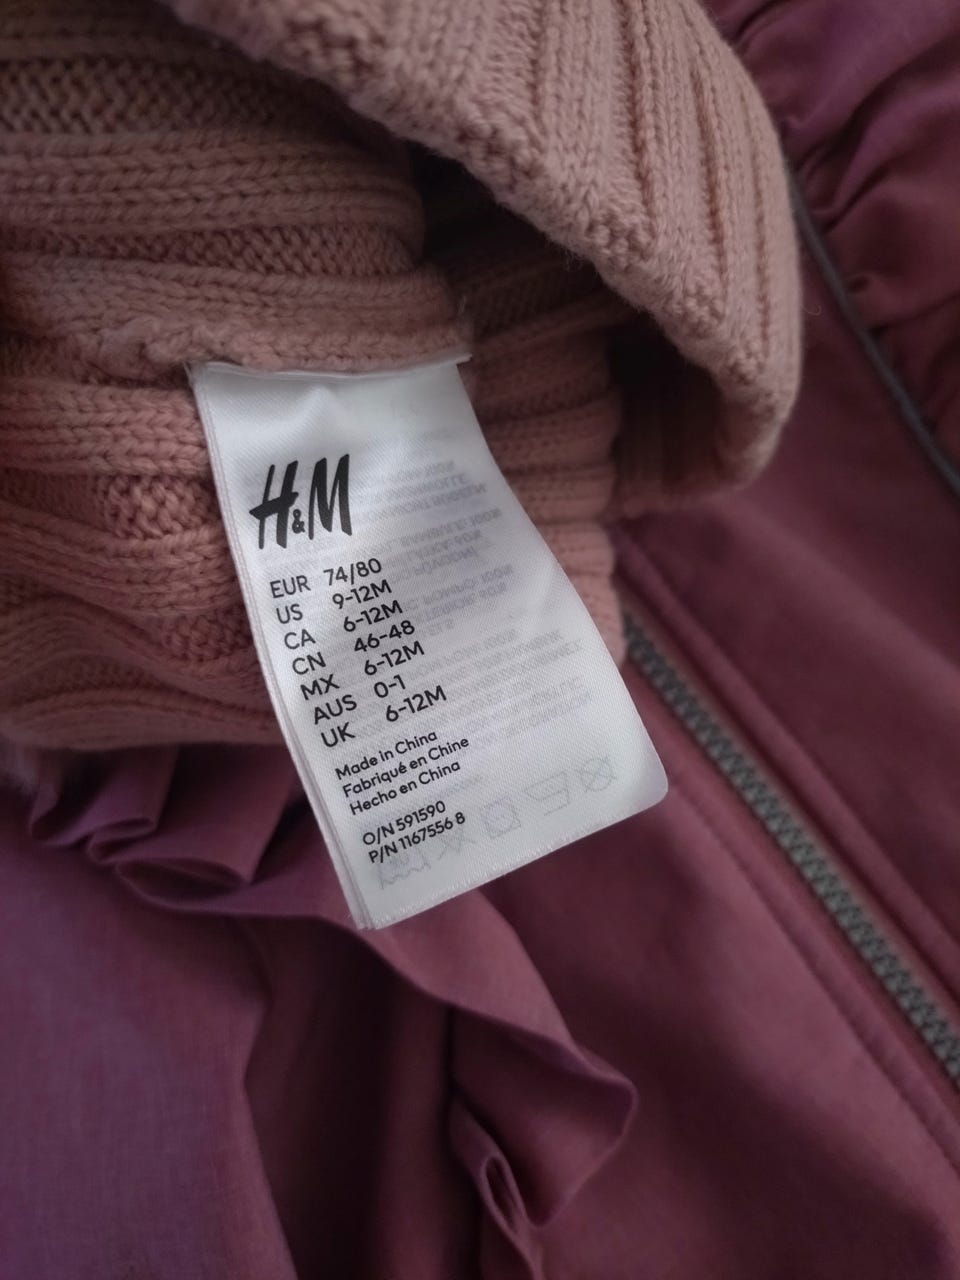 H&M
EUR 74/80
US 9-12M
CA 6-12M
CN 46-48
MX 6-12M
AUS 0-1
UK 6-12M
Made in China
Fabriqué en Chine
Hecho en China
O/N 591590
P/N 1167556 8